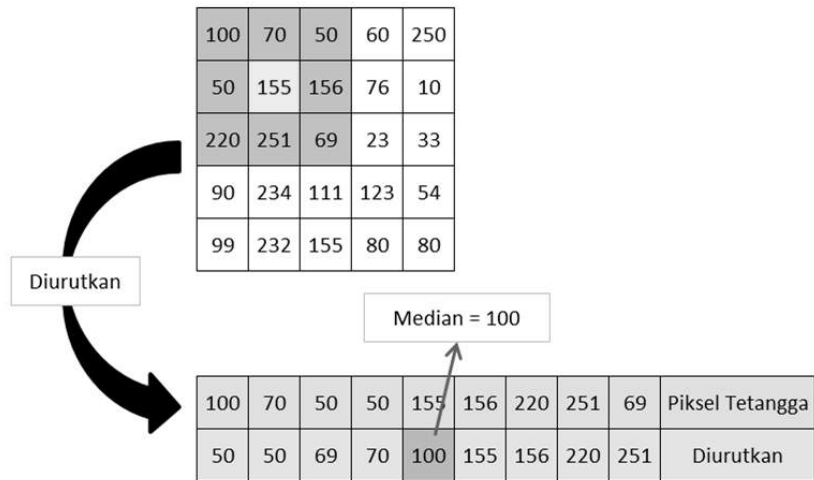 100 70 50 60 250
50 155 156 76 10
220 251 69 23 33
90 234 111 123 54
99 232 155 80 80
Diurutkan
Median = 100
100 70 50 50 155 156 220 251 69 Piksel Tetangga
50 50 69 70 100 155 156 220 251 Diurutkan